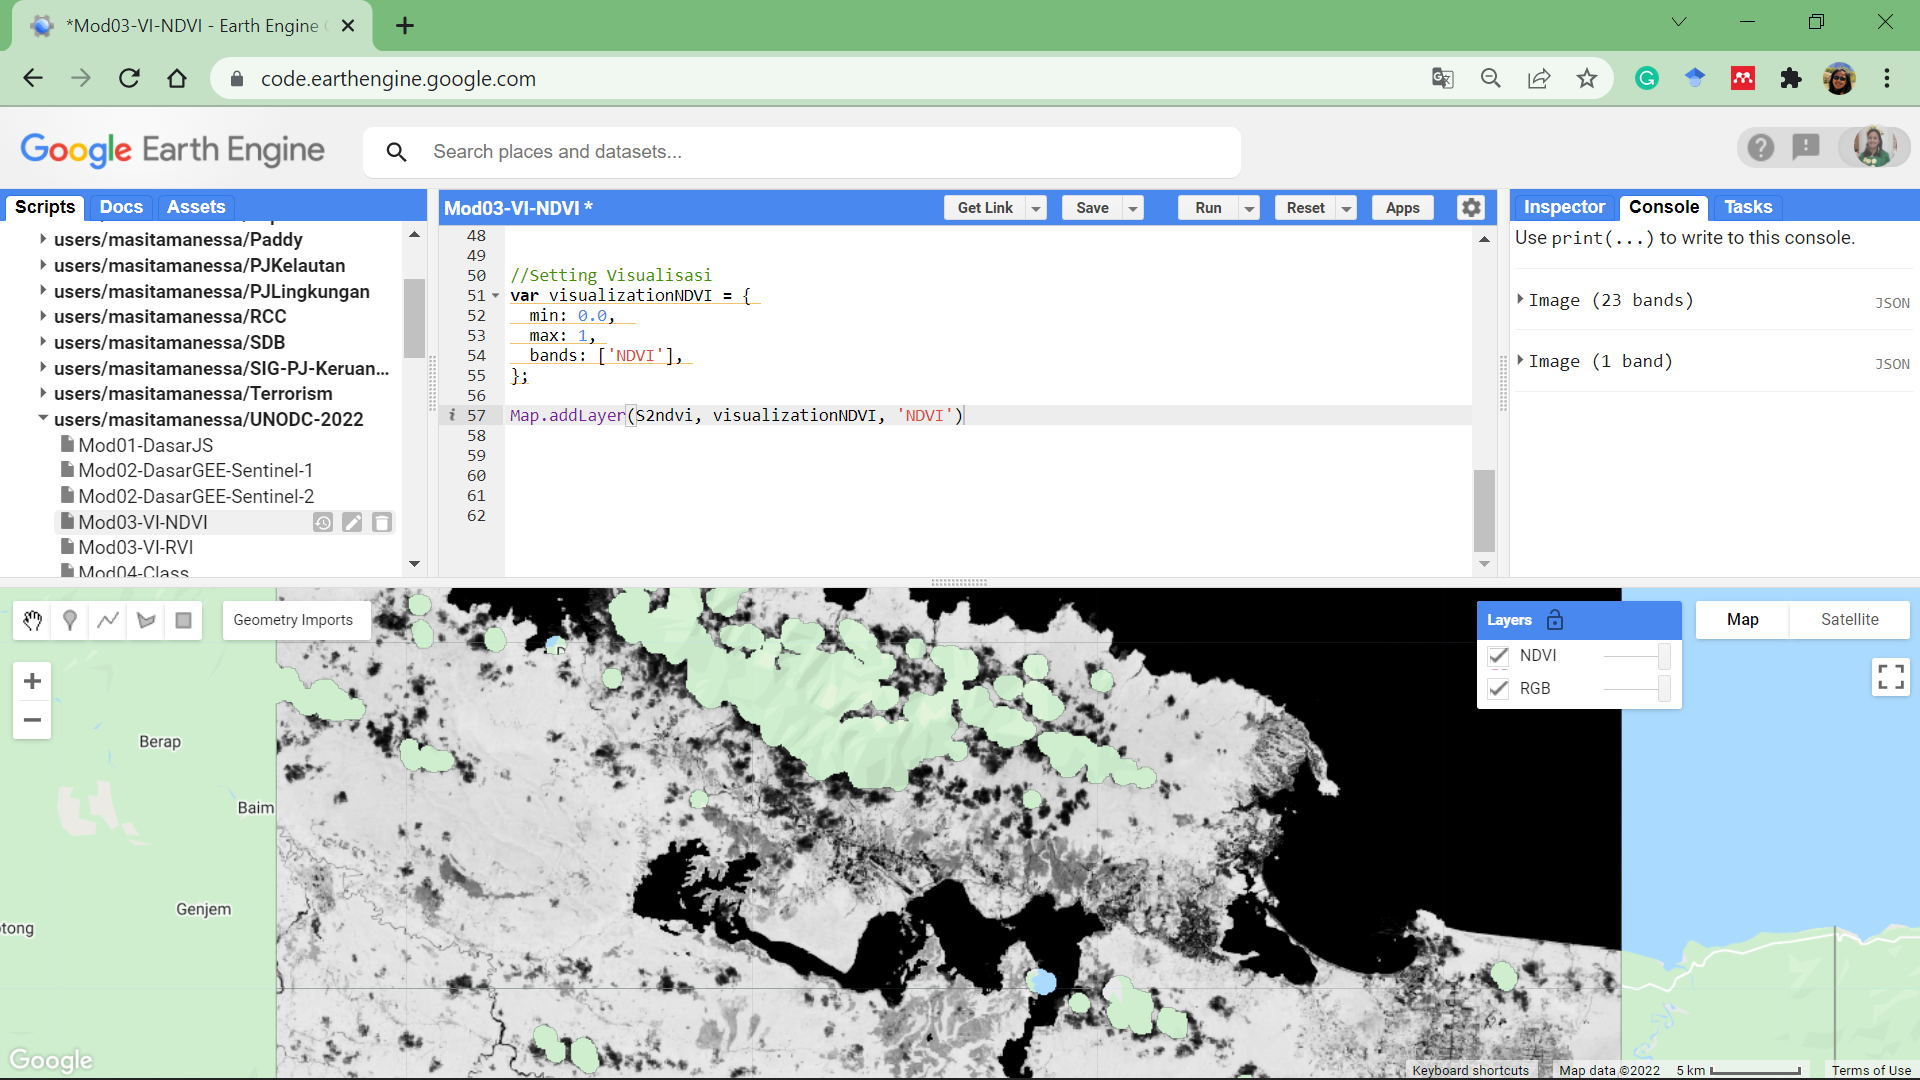 *Mod03-VI-NDVI - Earth Engine
code.earthengine.google.com
Google Earth Engine
Search places and datasets...
Scripts Docs Assets
users/masitamanessa/Paddy
users/masitamanessa/PJKelautan
users/masitamanessa/PJLingkungan
users/masitamanessa/RCC
users/masitamanessa/SDB
users/masitamanessa/SIG-PJ-Keruan...
users/masitamanessa/Terrorism
users/masitamanessa/UNODC-2022
Mod01-DasarJS
Mod02-DasarGEE-Sentinel-1
Mod02-DasarGEE-Sentinel-2
Mod03-VI-NDVI
Mod03-VI-RVI
Mod04-Class
Mod03-VI-NDVI *
Get Link Save Run Reset Apps
48
49
50 //Setting Visualisasi
51 var visualizationNDVI = {
52 min: 0.0,
53 max: 1,
54 bands: ['NDVI'],
55 };
56
i 57 Map.addLayer(S2ndvi, visualizationNDVI, 'NDVI')
58
59
60
61
62
Inspector Console Tasks
Use print(...) to write to this console.
Image (23 bands) JSON
Image (1 band) JSON
Geometry Imports
Layers
NDVI
RGB
Map Satellite
Berap
Baim
Genjem
tong
Google
Keyboard shortcuts Map data ©2022 5 km Terms of Use